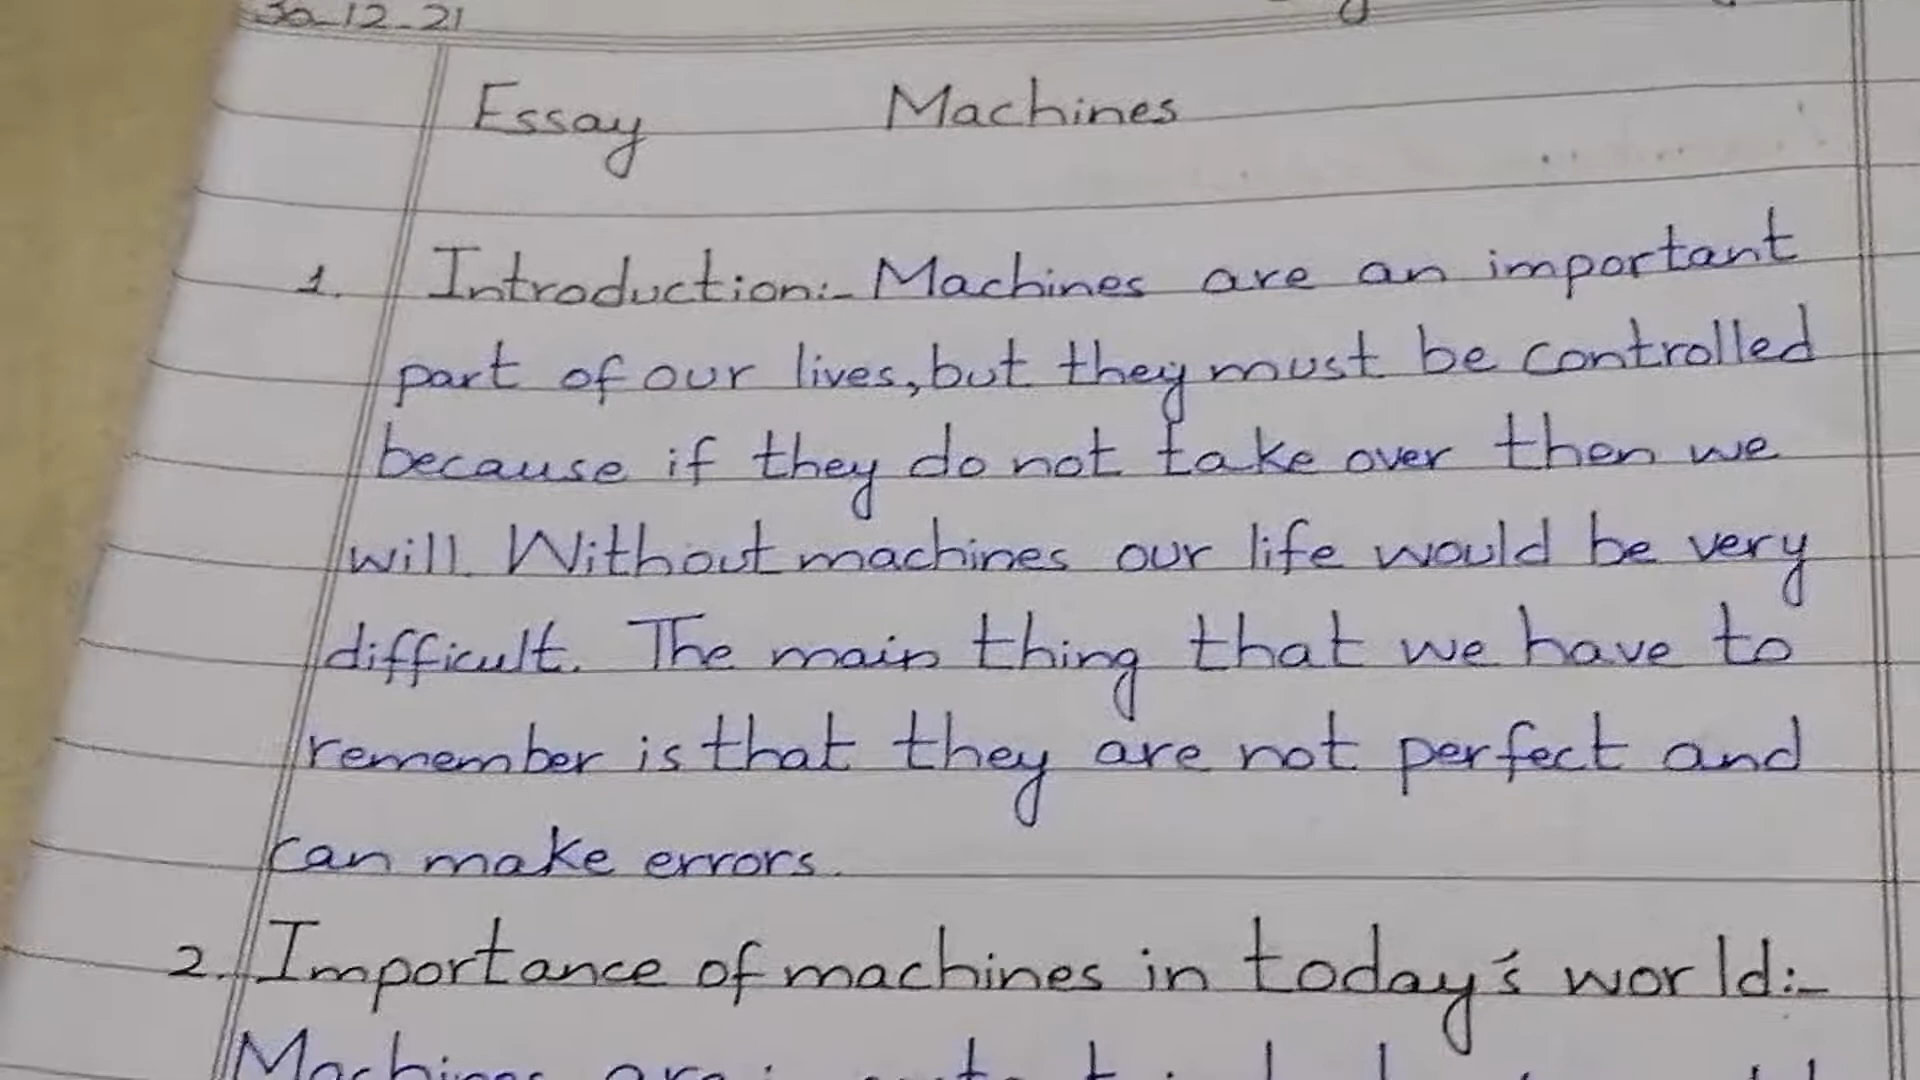 30-12-21
Essay Machines
1. Introduction:- Machines are an important
part of our lives, but they must be controlled
because if they do not take over then we
will. Without machines our life would be very
difficult. The main thing that we have to
remember is that they are not perfect and
can make errors.
2. Importance of machines in today's world:-
Machines are